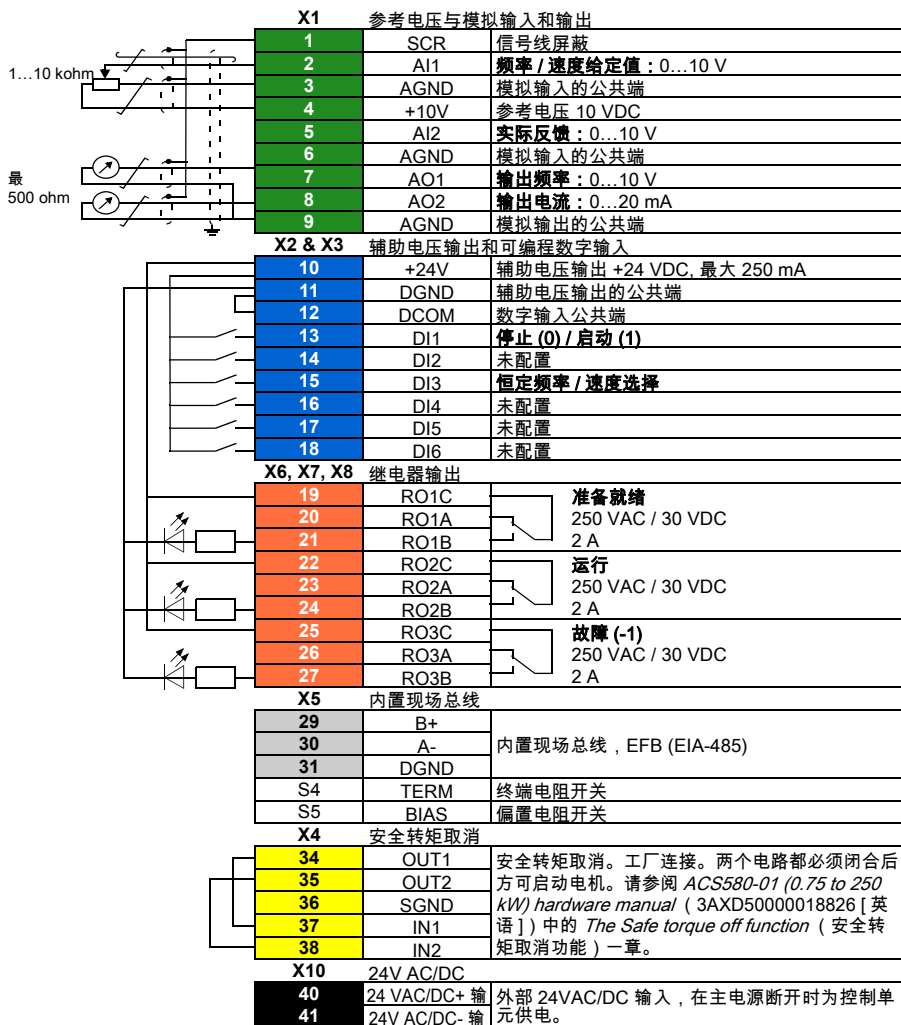 X1 参考电压与模拟输入和输出
1 SCR 信号线屏蔽
2 AI1 频率 / 速度给定值：0…10 V
1…10 kohm
3 AGND 模拟输入的公共端
4 +10V 参考电压 10 VDC
5 AI2 实际反馈：0…10 V
6 AGND 模拟输入的公共端
7 AO1 输出频率：0…10 V
最
500 ohm
8 AO2 输出电流：0…20 mA
9 AGND 模拟输出的公共端
X2 & X3 辅助电压输出和可编程数字输入
10 +24V 辅助电压输出 +24 VDC, 最大 250 mA
11 DGND 辅助电压输出的公共端
12 DCOM 数字输入公共端
13 DI1 停止 (0) / 启动 (1)
14 DI2 未配置
15 DI3 恒定频率 / 速度选择
16 DI4 未配置
17 DI5 未配置
18 DI6 未配置
X6, X7, X8 继电器输出
19 RO1C 准备就绪
20 RO1A 250 VAC / 30 VDC
21 RO1B 2 A
22 RO2C 运行
23 RO2A 250 VAC / 30 VDC
24 RO2B 2 A
25 RO3C 故障 (-1)
26 RO3A 250 VAC / 30 VDC
27 RO3B 2 A
X5 内置现场总线
29 B+
30 A- 内置现场总线，EFB (EIA-485)
31 DGND
S4 TERM 终端电阻开关
S5 BIAS 偏置电阻开关
X4 安全转矩取消
34 OUT1 安全转矩取消。工厂连接。两个电路都必须闭合后
35 OUT2 方可启动电机。请参阅 ACS580-01 (0.75 to 250
36 SGND kW) hardware manual（3AXD50000018826 [ 英
37 IN1 语 ]）中的 The Safe torque off function（安全转
38 IN2 矩取消功能）一章。
X10 24V AC/DC
40 24 VAC/DC+ 输 外部 24VAC/DC 输入，在主电源断开时为控制单
41 24V AC/DC- 输 元供电。